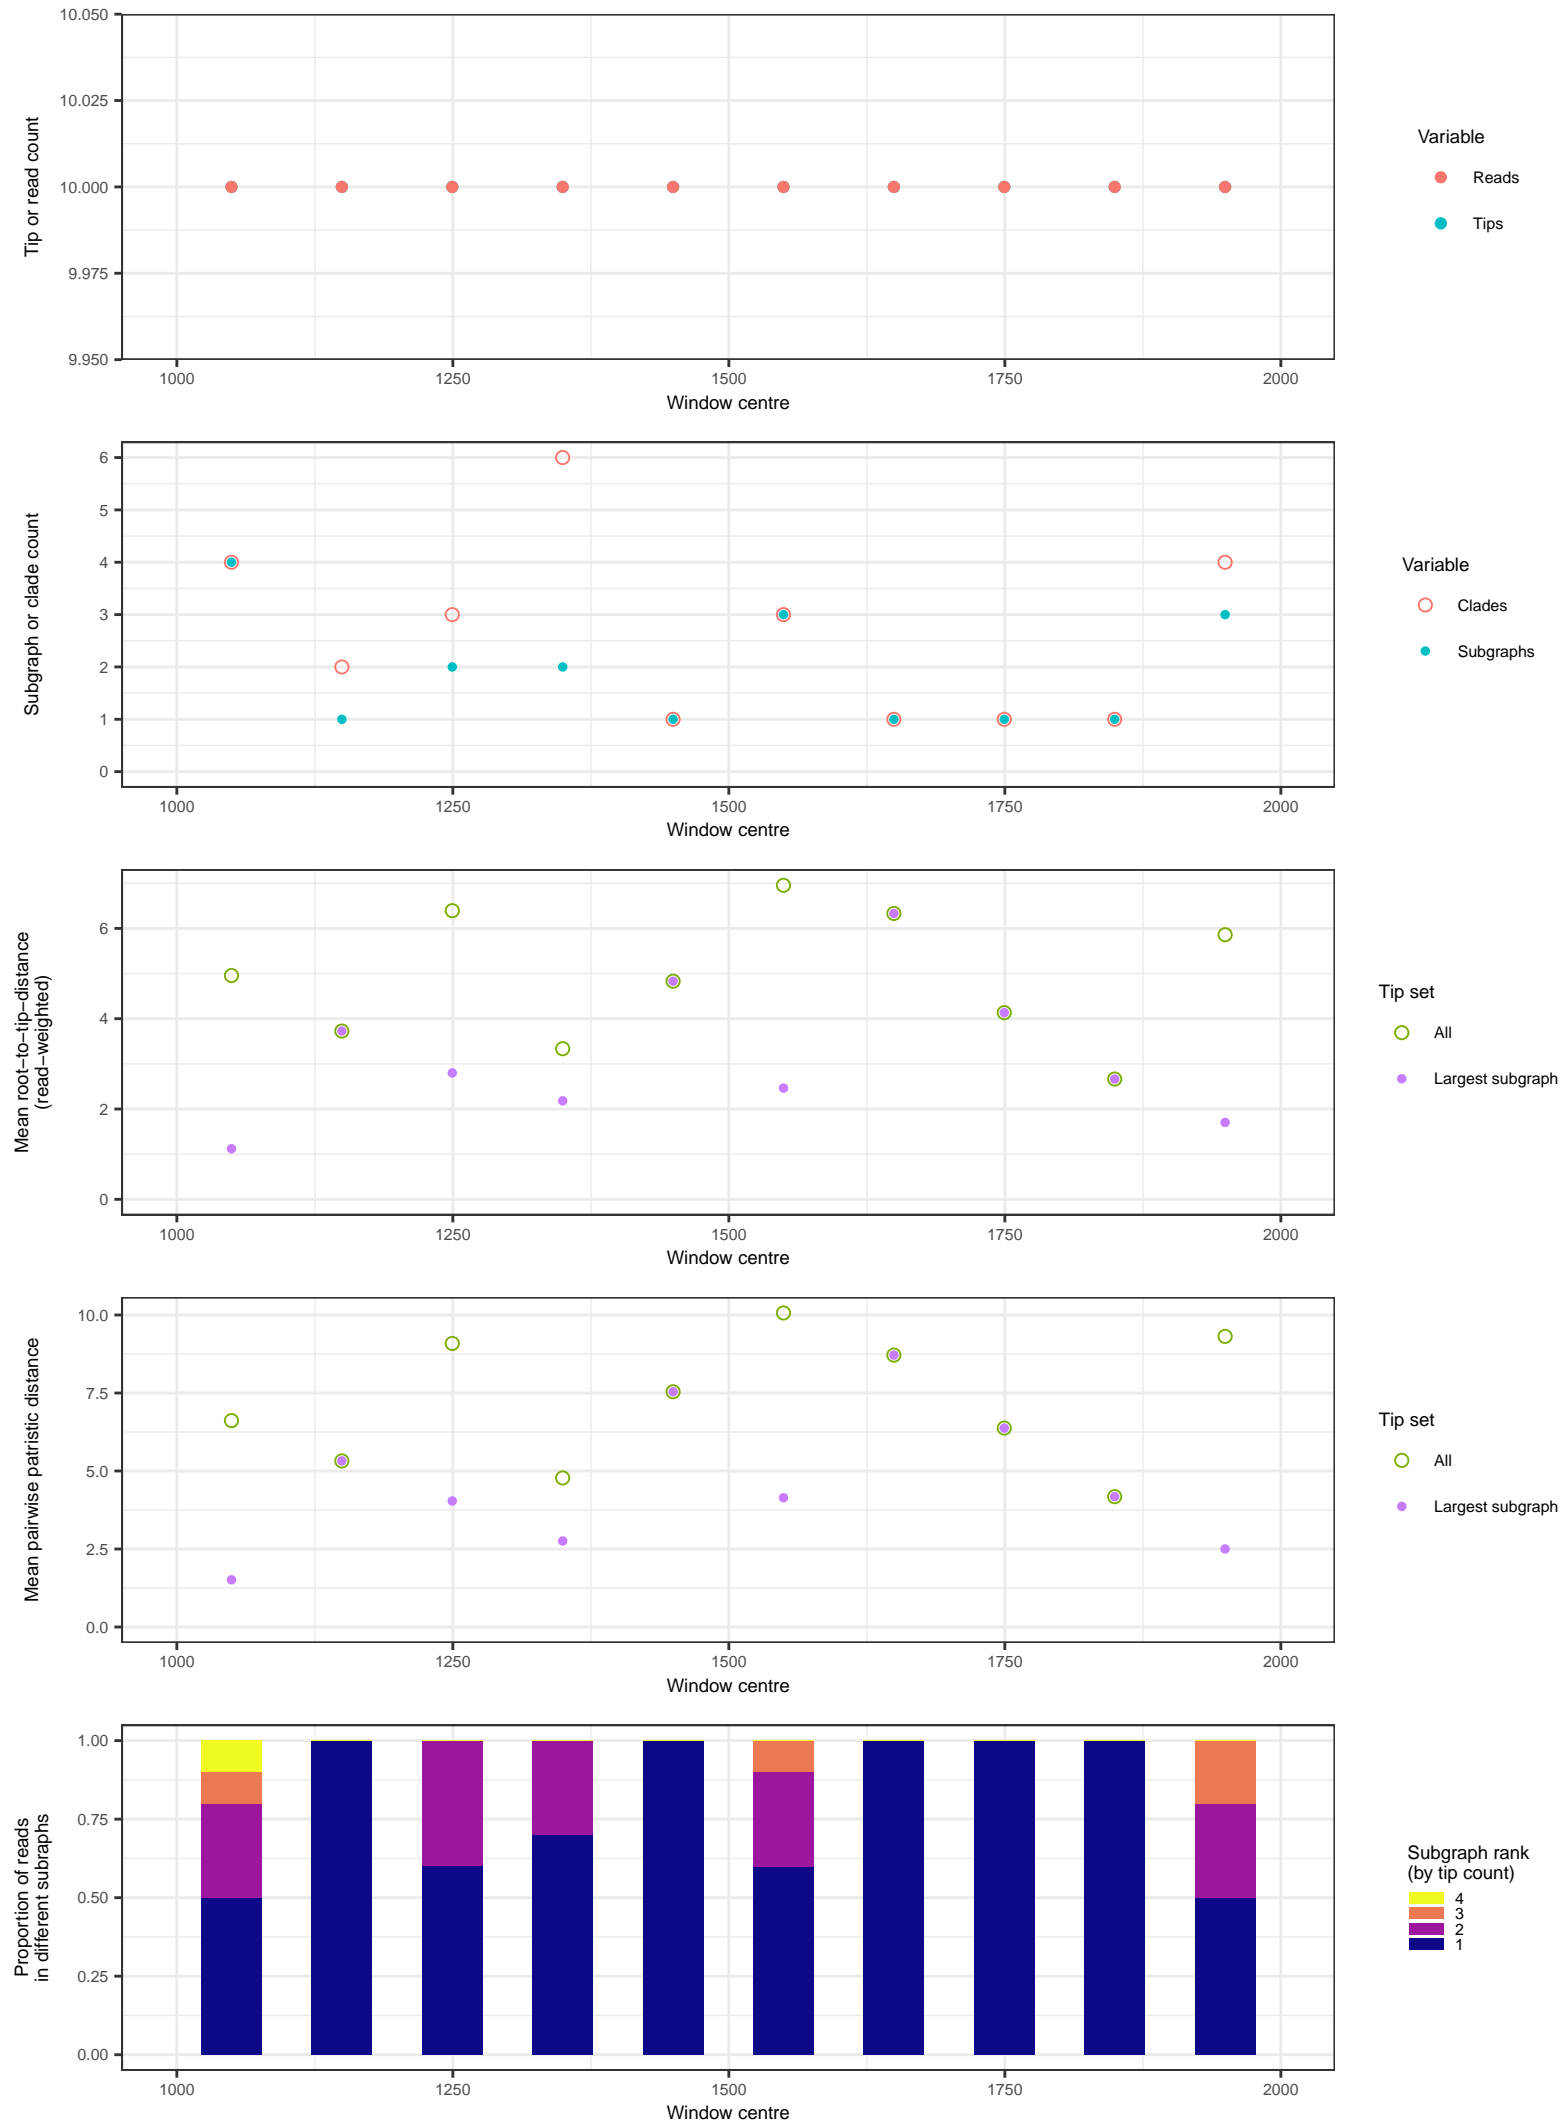 10.050
10.025
10.000
9.975
9.950
Tip or read count
1000
1250
1500
1750
2000
Window centre
Variable
Reads
Tips
6
5
4
3
2
1
0
Subgraph or clade count
1000
1250
1500
1750
2000
Window centre
Variable
Clades
Subgraphs
6
4
2
0
Mean root−to−tip−distance
(read−weighted)
1000
1250
1500
1750
2000
Window centre
Tip set
All
Largest subgraph
10.0
7.5
5.0
2.5
0.0
Mean pairwise patristic distance
1000
1250
1500
1750
2000
Window centre
Tip set
All
Largest subgraph
1.00
0.75
0.50
0.25
0.00
Proportion of reads
in different subraphs
1000
1250
1500
1750
2000
Window centre
Subgraph rank
(by tip count)
4
3
2
1